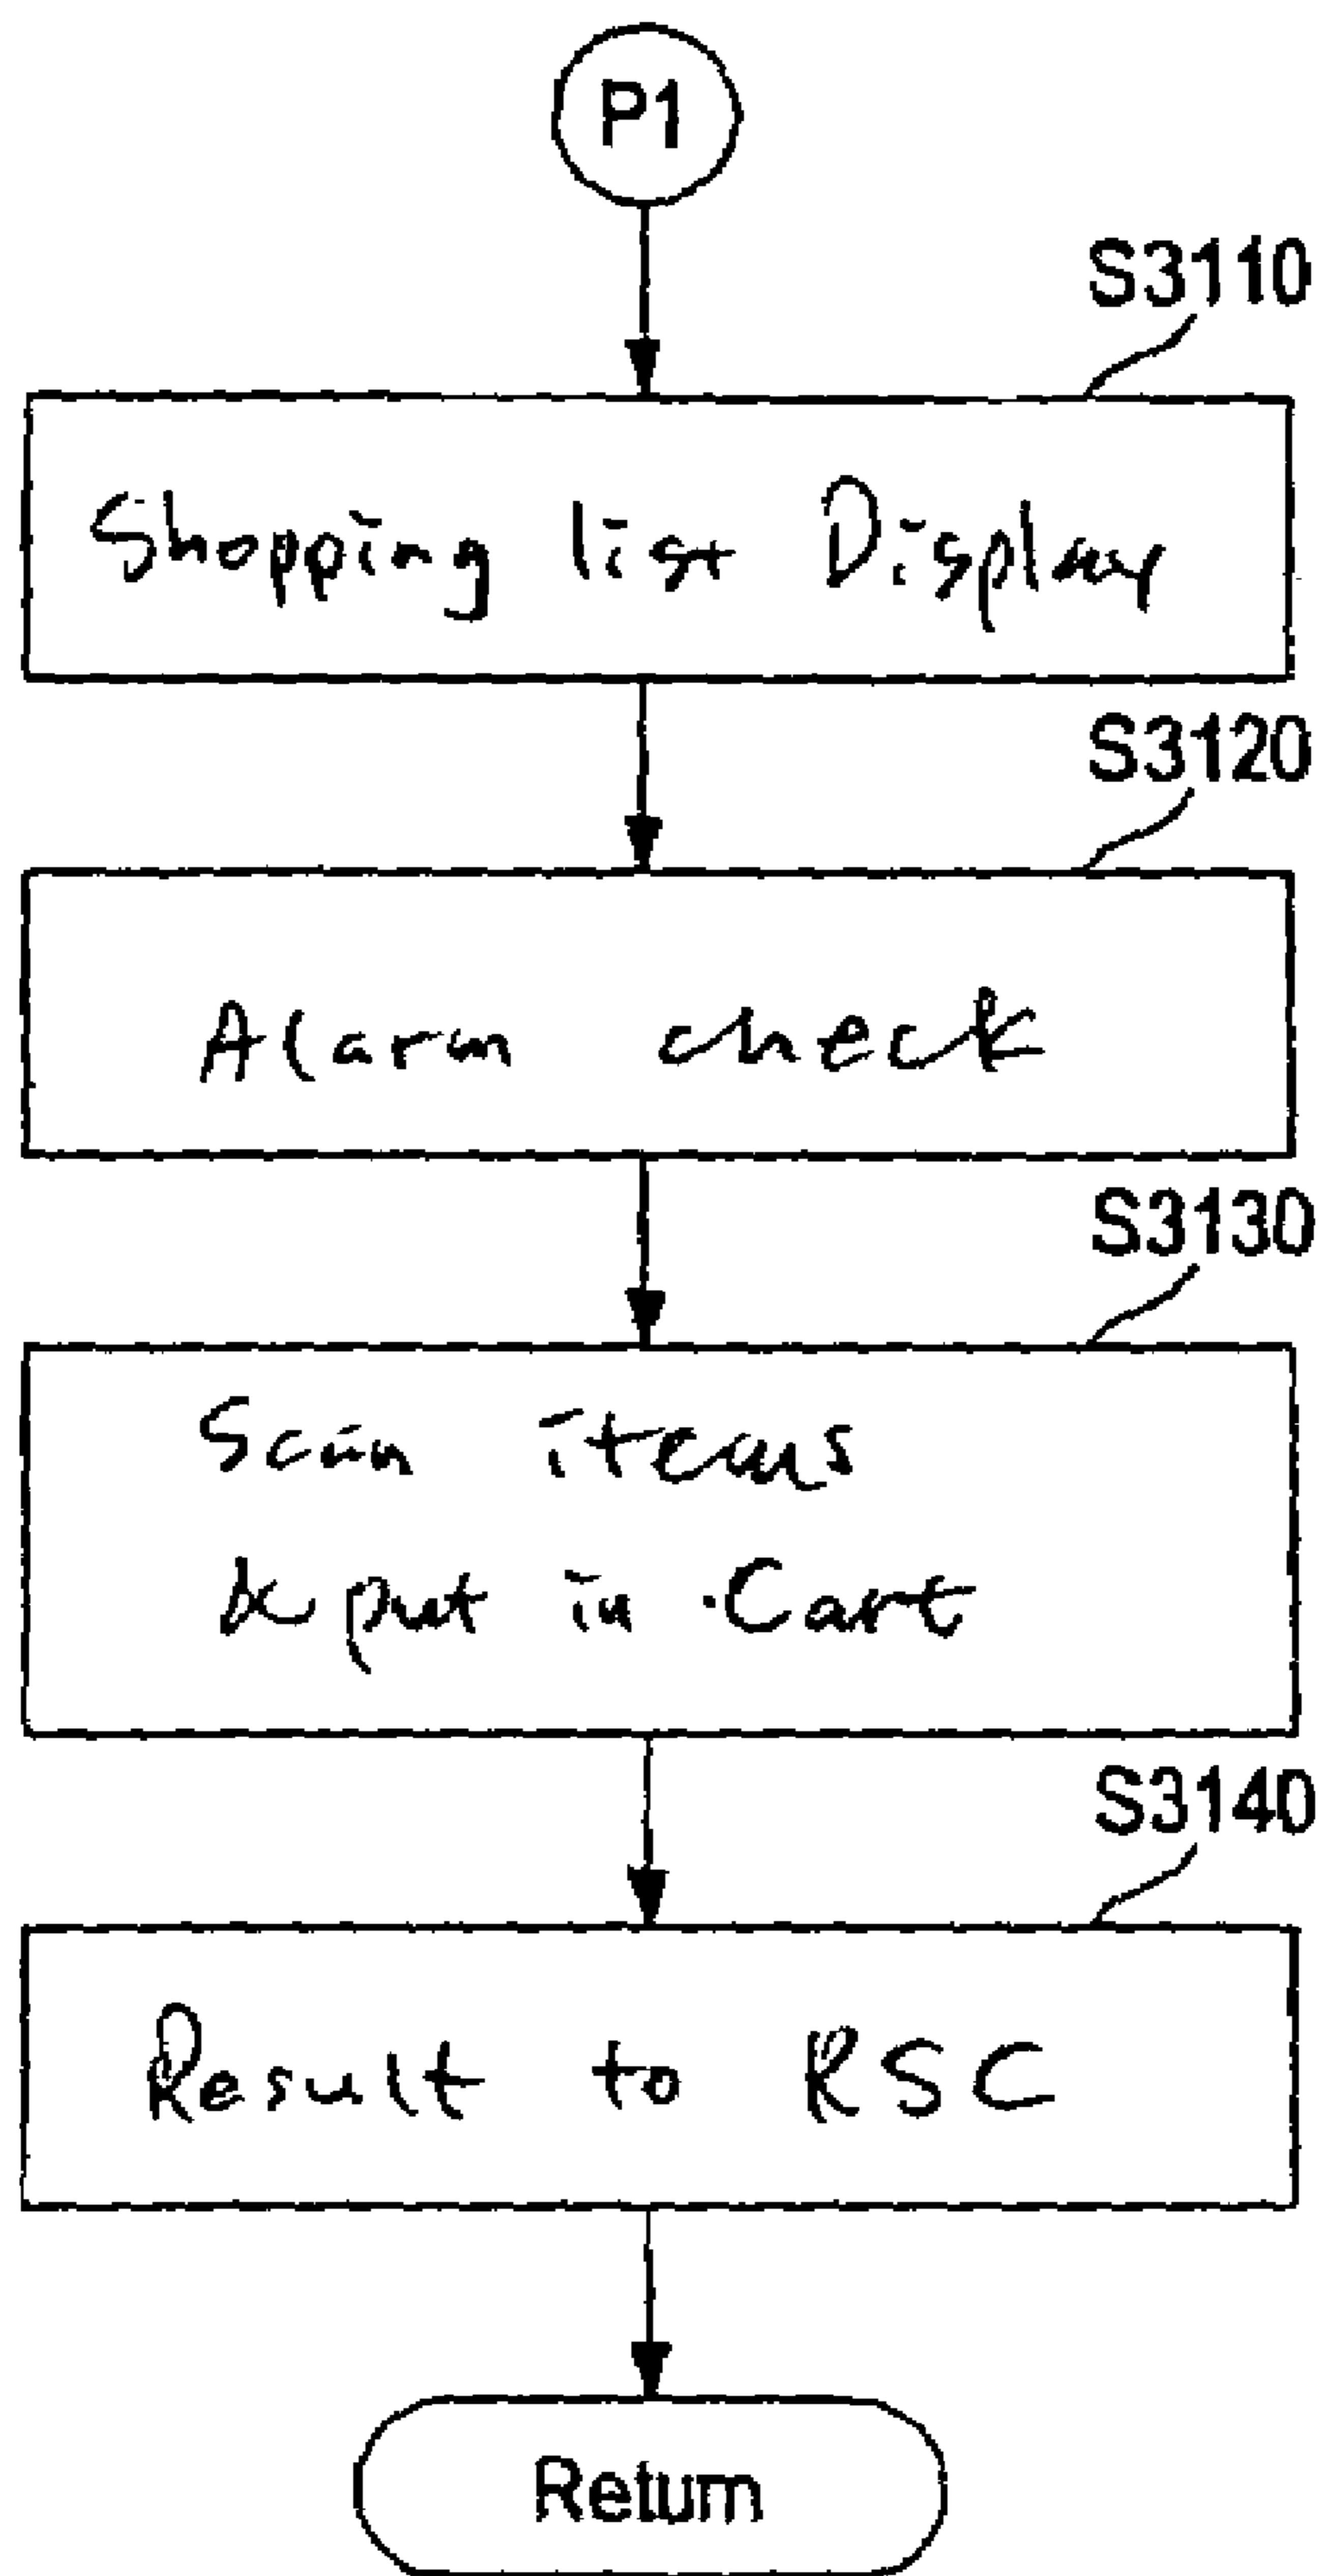 P1
S3110
Shopping list Display
S3120
Alarm check
S3130
Scan items
& put in Cart
S3140
Result to RSC
Return